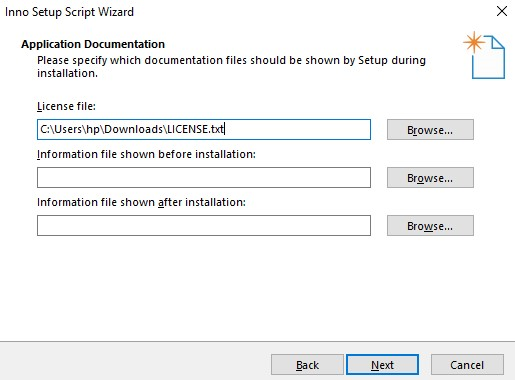 Inno Setup Script Wizard
Application Documentation
Please specify which documentation files should be shown by Setup during
installation.
License file:
C:\Users\hp\Downloads\LICENSE.txt
Browse...
Information file shown before installation:
Browse...
Information file shown after installation:
Browse...
Back
Next
Cancel